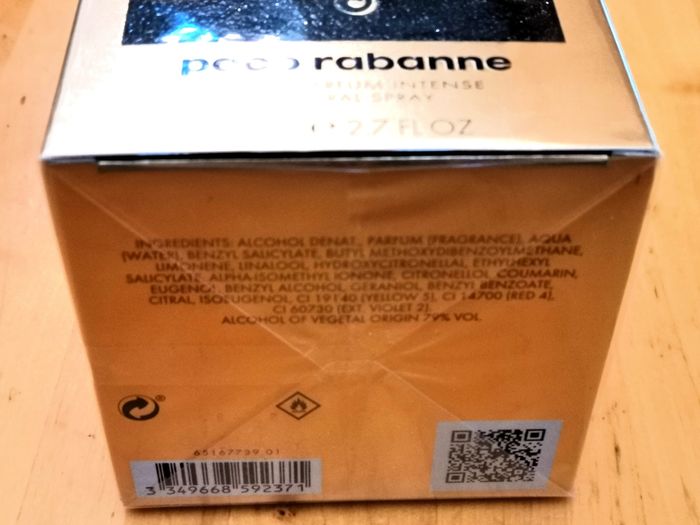 paco rabanne
INTENSE
SPRAY
2.7 FL OZ
INGREDIENTS: ALCOHOL DENAT., PARFUM (FRAGRANCE), AQUA
(WATER), BENZYL SALICYLATE, BUTYL METHOXYDIBENZOYLMETHANE,
LIMONENE, LINALOOL, HYDROXYCITRONELLAL, ETHYLHEXYL
SALICYLATE, ALPHA-ISOMETHYL IONONE, CITRONELLOL, COUMARIN,
EUGENOL, BENZYL ALCOHOL, GERANIOL, BENZYL BENZOATE,
CITRAL, ISOEUGENOL, CI 19140 (YELLOW 5), CI 14700 (RED 4),
CI 60730 (EXT. VIOLET 2).
ALCOHOL OF VEGETAL ORIGIN 79% VOL.
®
65167739 01
3 349668 592371